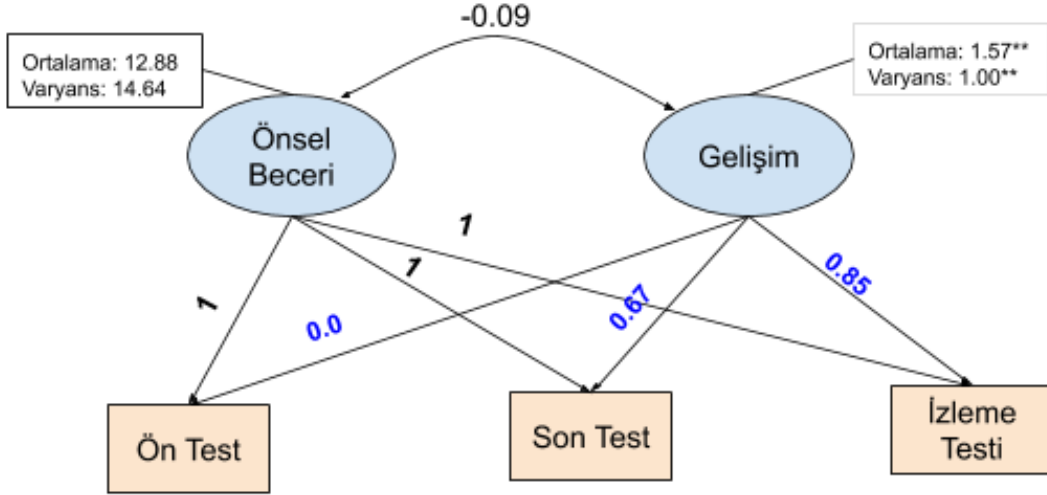 -0.09
Ortalama: 12.88
Varyans: 14.64
Ortalama: 1.57**
Varyans: 1.00**
Önsel
Beceri
Gelişim
1
1
1
0.0
0.67
0.85
Ön Test
Son Test
İzleme
Testi